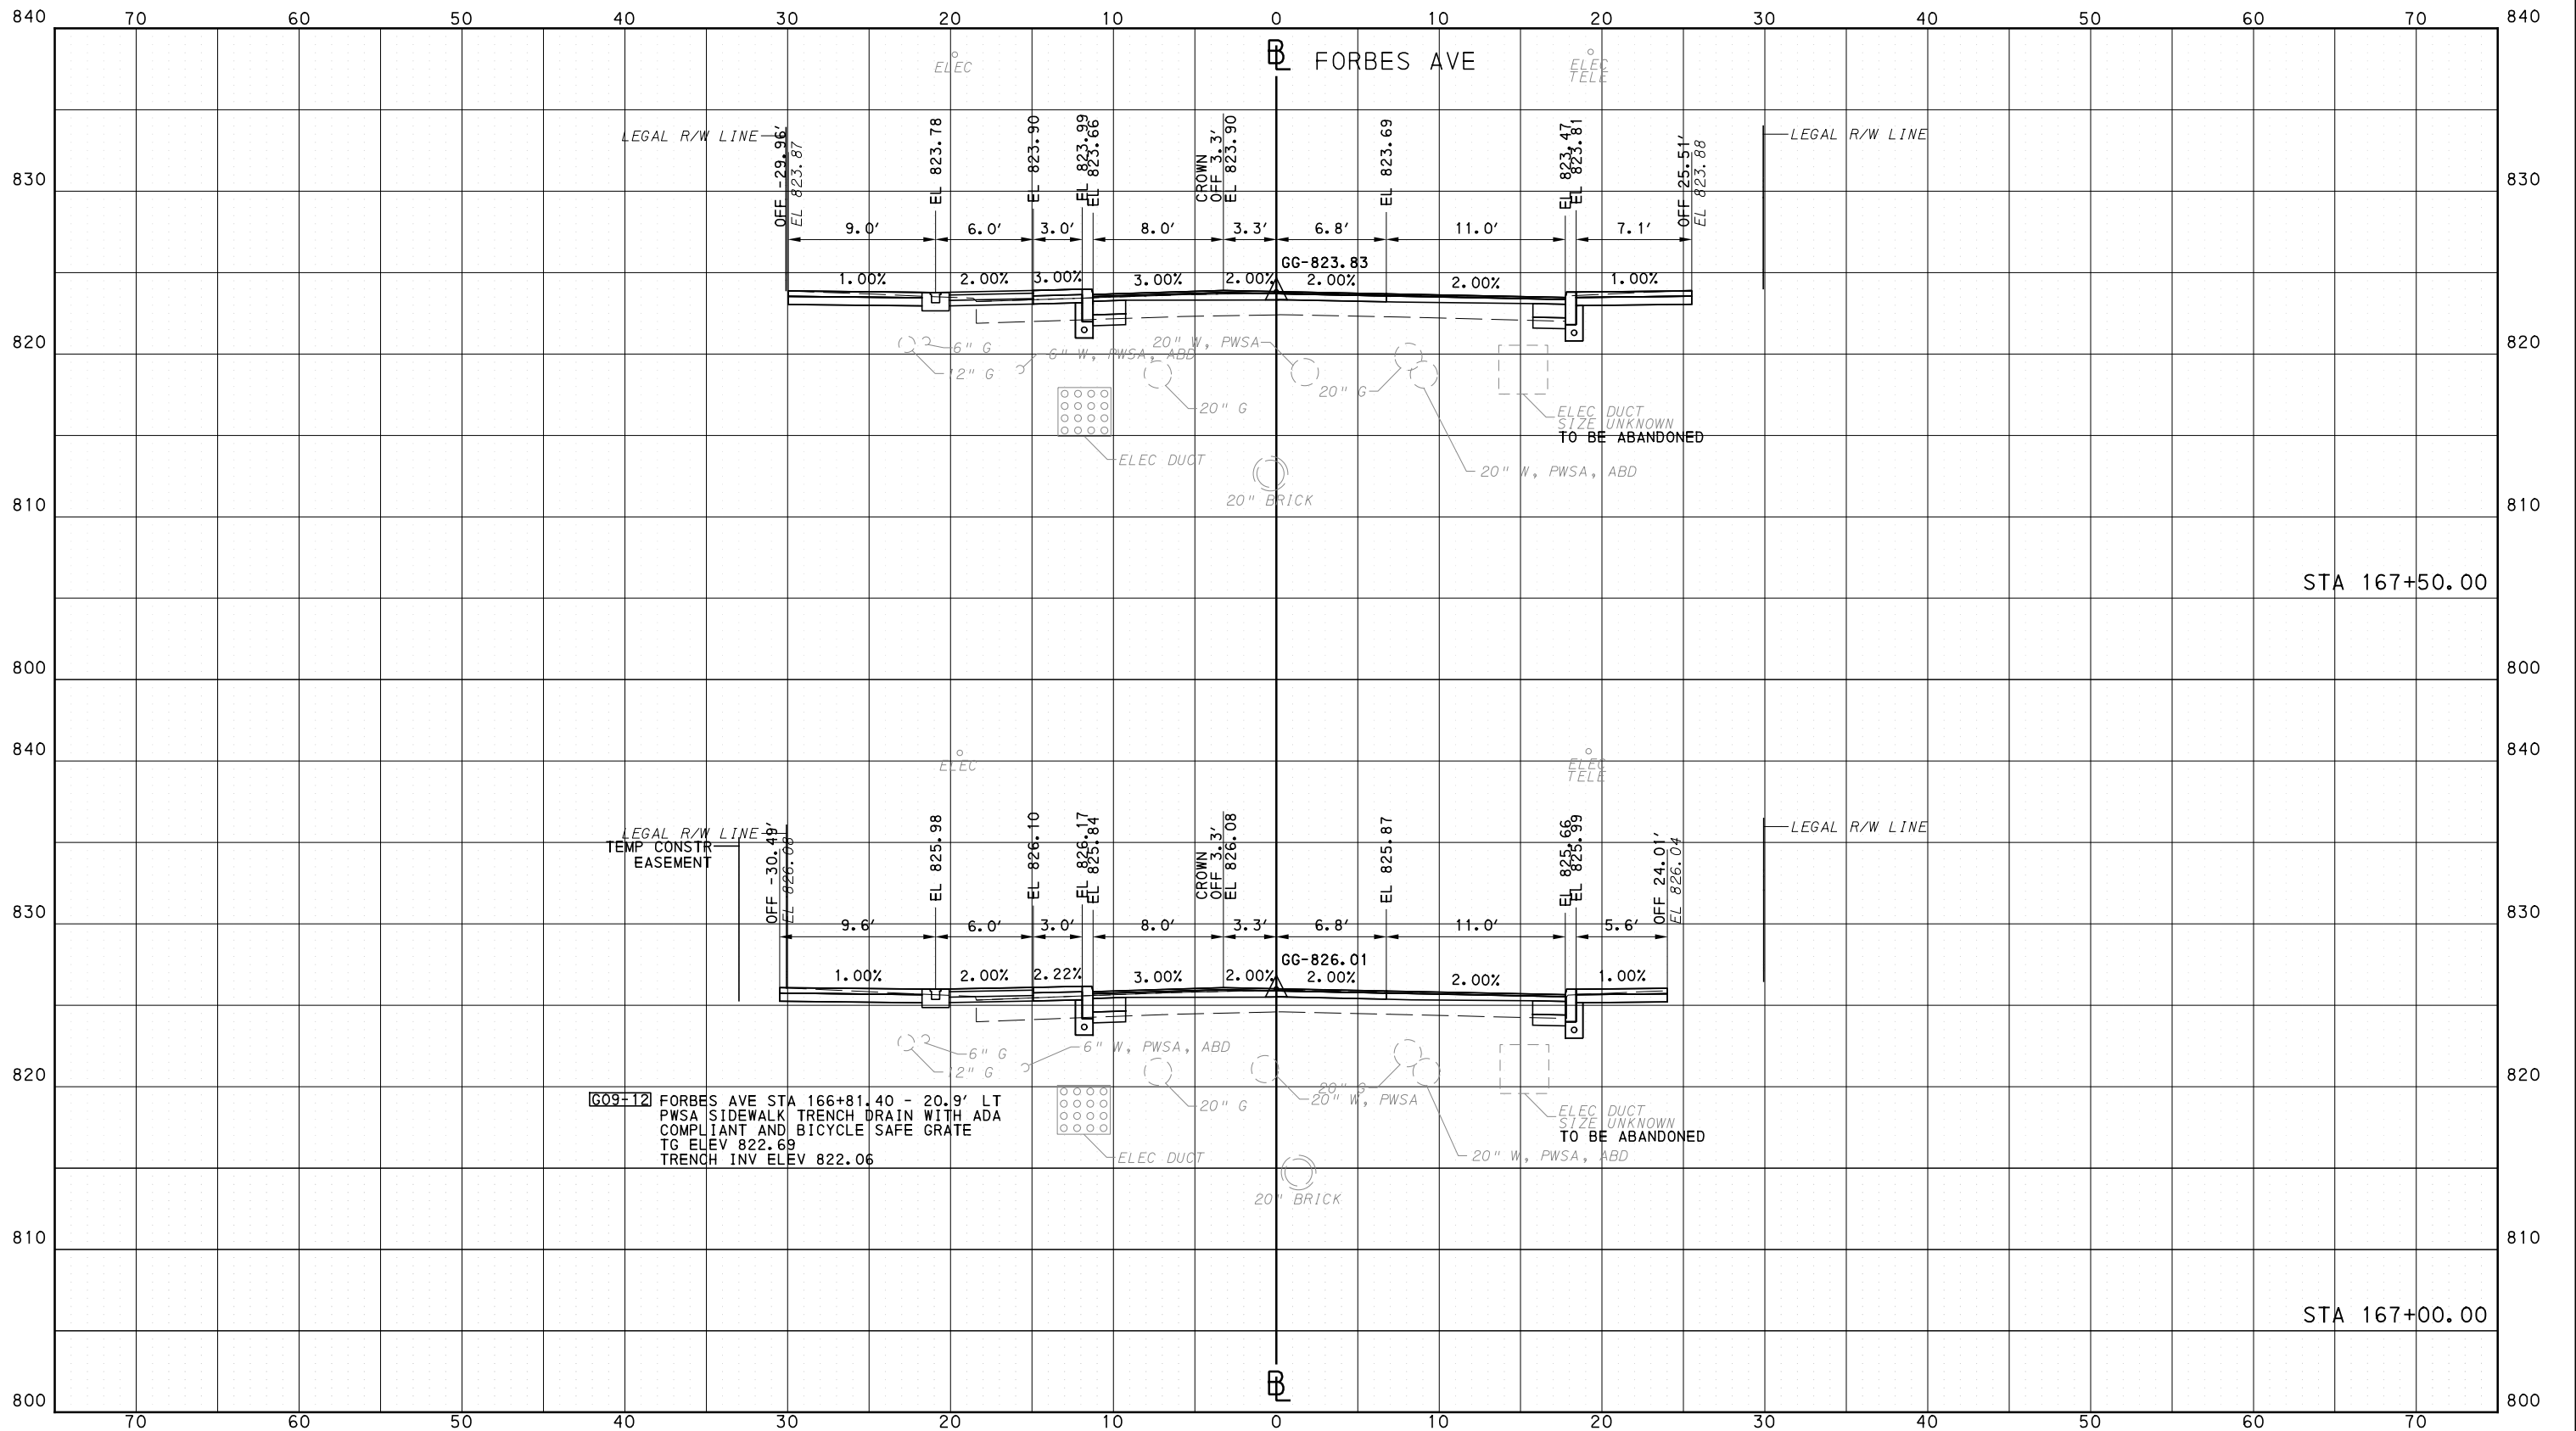 840 70 60 50 40 30 20 10 0 10 20 30 40 50 60 70 840
BL FORBES AVE
ELEC
ELEC
TELE
LEGAL R/W LINE
LEGAL R/W LINE
OFF -29.96'
EL 823.87
EL 823.78
EL 823.90
EL 823.99
EL 823.66
CROWN
OFF 3.3'
EL 823.90
EL 823.69
EL 823.47
EL 823.81
OFF 25.51'
EL 823.88
830 830
9.0' 6.0' 3.0' 8.0' 3.3' 6.8' 11.0' 7.1'
GG-823.83
1.00% 2.00% 3.00% 3.00% 2.00% 2.00% 2.00% 1.00%
820 820
6" G
12" G
6" W, PWSA, ABD
20" W, PWSA
20" G
20" G
ELEC DUCT
SIZE UNKNOWN
TO BE ABANDONED
ELEC DUCT
20" W, PWSA, ABD
20" BRICK
810 810
STA 167+50.00
800 800
840 840
ELEC
ELEC
TELE
LEGAL R/W LINE
TEMP CONSTR
EASEMENT
LEGAL R/W LINE
OFF -30.49'
EL 826.08
EL 825.98
EL 826.10
EL 826.17
EL 825.84
CROWN
OFF 3.3'
EL 826.08
EL 825.87
EL 825.66
EL 825.99
OFF 24.01'
EL 826.04
830 830
9.6' 6.0' 3.0' 8.0' 3.3' 6.8' 11.0' 5.6'
GG-826.01
1.00% 2.00% 2.22% 3.00% 2.00% 2.00% 2.00% 1.00%
6" G
12" G
6" W, PWSA, ABD
820 820
20" G
20" G
20" W, PWSA
ELEC DUCT
SIZE UNKNOWN
TO BE ABANDONED
G09-12 FORBES AVE STA 166+81.40 - 20.9' LT
PWSA SIDEWALK TRENCH DRAIN WITH ADA
COMPLIANT AND BICYCLE SAFE GRATE
TG ELEV 822.69
TRENCH INV ELEV 822.06
ELEC DUCT
20" W, PWSA, ABD
20" BRICK
810 810
STA 167+00.00
BL
800 70 60 50 40 30 20 10 0 10 20 30 40 50 60 70 800